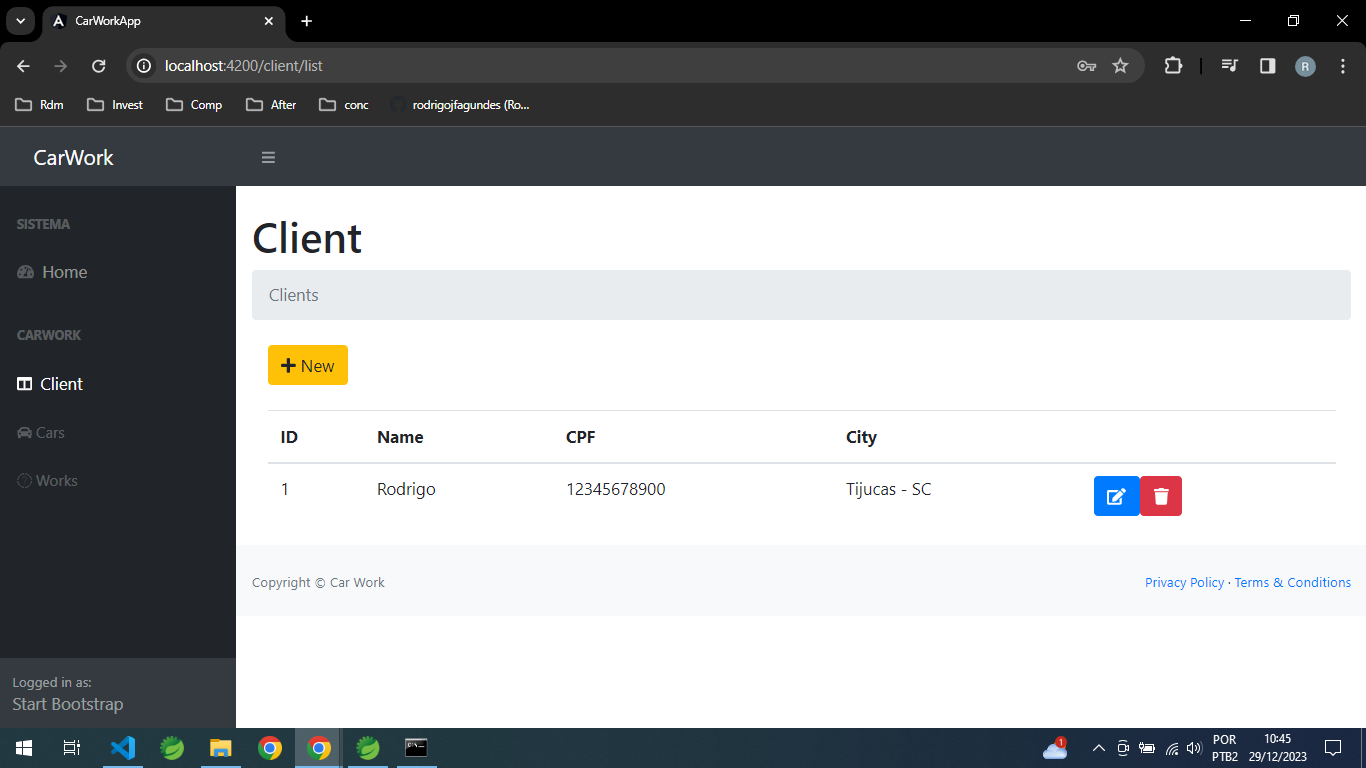 CarWorkApp
localhost:4200/client/list
R
Rdm Invest Comp After conc rodrigojfagundes (Ro...
CarWork
SISTEMA
Home
CARWORK
Client
Cars
Works
Logged in as:
Start Bootstrap
Client
Clients
New
ID Name CPF City
1 Rodrigo 12345678900 Tijucas - SC
Copyright © Car Work
Privacy Policy · Terms & Conditions
1
POR
PTB2
10:45
29/12/2023